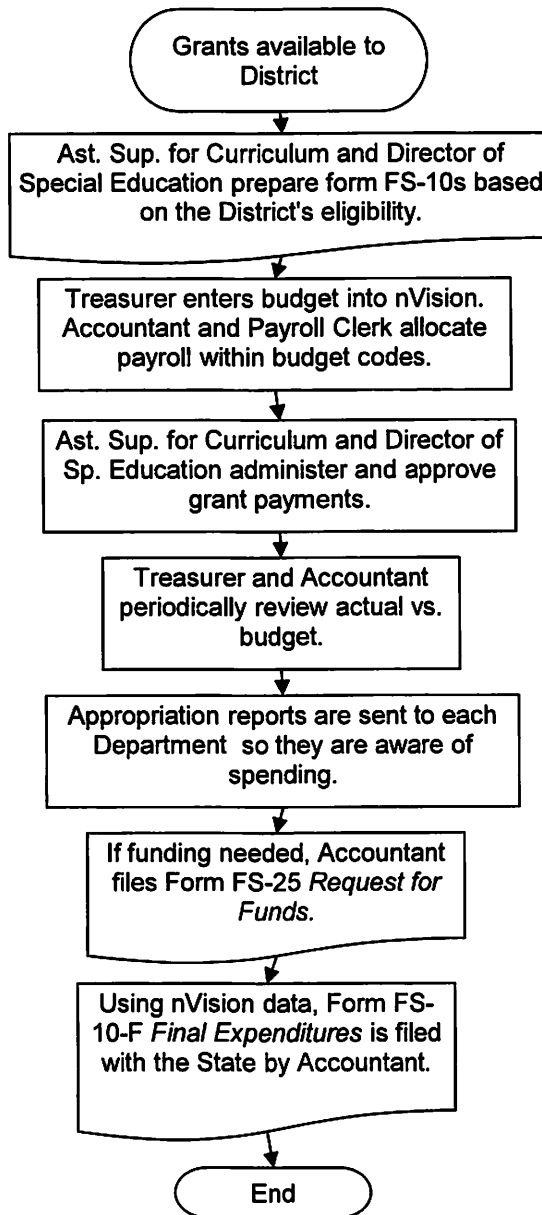 Grants available to
District
Ast. Sup. for Curriculum and Director of
Special Education prepare form FS-10s based
on the District's eligibility.
Treasurer enters budget into nVision.
Accountant and Payroll Clerk allocate
payroll within budget codes.
Ast. Sup. for Curriculum and Director of
Sp. Education administer and approve
grant payments.
Treasurer and Accountant
periodically review actual vs.
budget.
Appropriation reports are sent to each
Department so they are aware of
spending.
If funding needed, Accountant
files Form FS-25 Request for
Funds.
Using nVision data, Form FS-
10-F Final Expenditures is filed
with the State by Accountant.
End